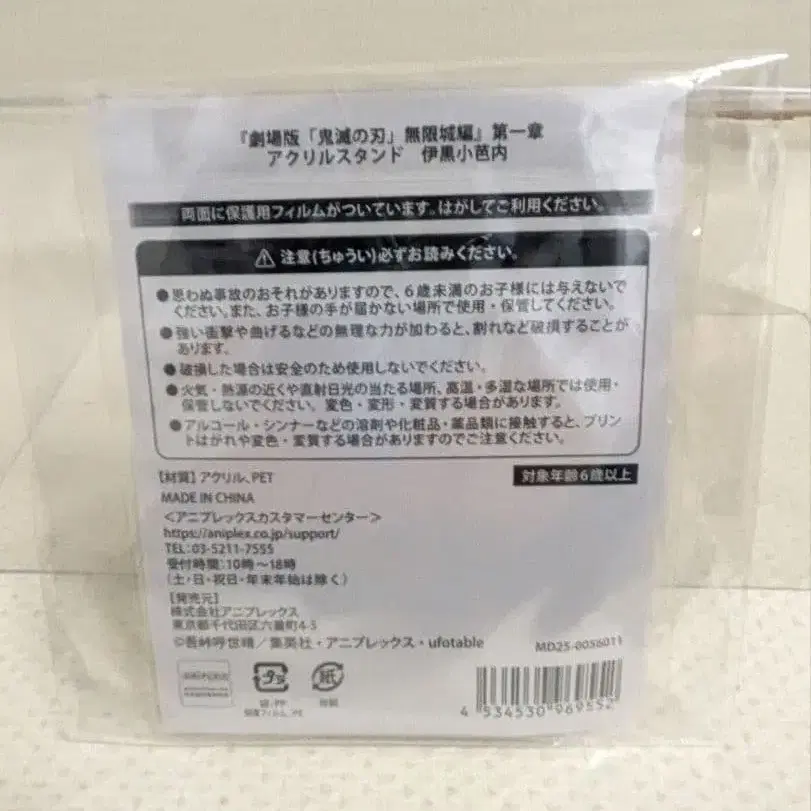 『劇場版「鬼滅の刃」無限城編』第一章
アクリルスタンド 伊黒小芭内
両面に保護用フィルムがついています。はがしてご利用ください。
⚠ 注意(ちゅうい)必ずお読みください。
●思わぬ事故のおそれがありますので、6歳未満のお子様には与えないで
ください。また、お子様の手が届かない場所で使用・保管してください。
●強い衝撃や曲げるなどの無理な力が加わると、割れなど破損することが
あります。
●破損した場合は安全のため使用しないでください。
●火気・熱源の近くや直射日光の当たる場所、高温・多湿な場所では使用・
保管しないでください。変色・変形・変質する場合があります。
●アルコール・シンナーなどの溶剤や化粧品・薬品類に接触すると、プリン
トはがれや変色・変質する場合がありますのでご注意ください。
【材質】アクリル、PET
対象年齢6歳以上
MADE IN CHINA
<アニプレックスカスタマーセンター>
https://aniplex.co.jp/support/
TEL:03-5211-7555
受付時間:10時~18時
(土・日・祝日・年末年始は除く)
【発売元】
株式会社アニプレックス
東京都千代田区六番町4-5
©吾峠呼世晴/集英社・アニプレックス・ufotable
MD25-0056011
プラ
紙
袋:PP
保護フィルム:PE
台紙
4 534530 969552